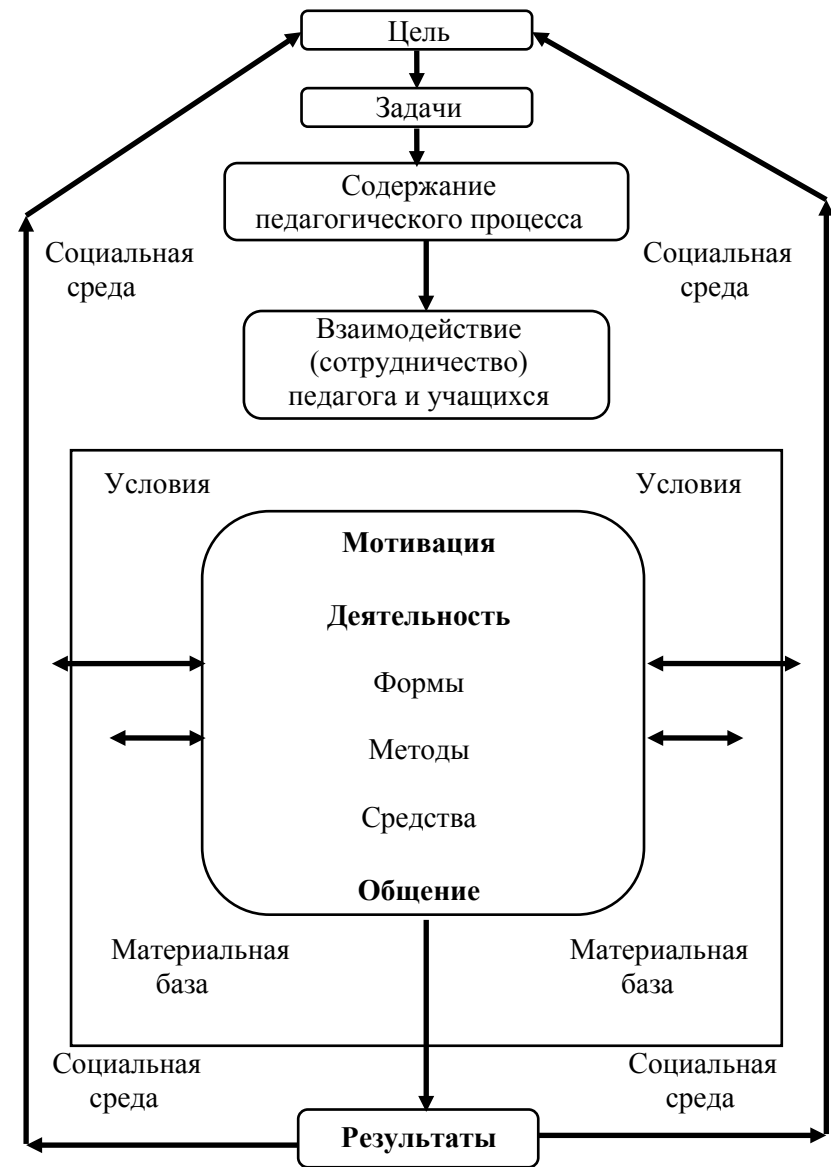 Цель
Задачи
Содержание
педагогического процесса
Социальная
среда
Социальная
среда
Взаимодействие
(сотрудничество)
педагога и учащихся
Условия
Условия
Мотивация
Деятельность
Формы
Методы
Средства
Общение
Материальная
база
Материальная
база
Социальная
среда
Социальная
среда
Результаты